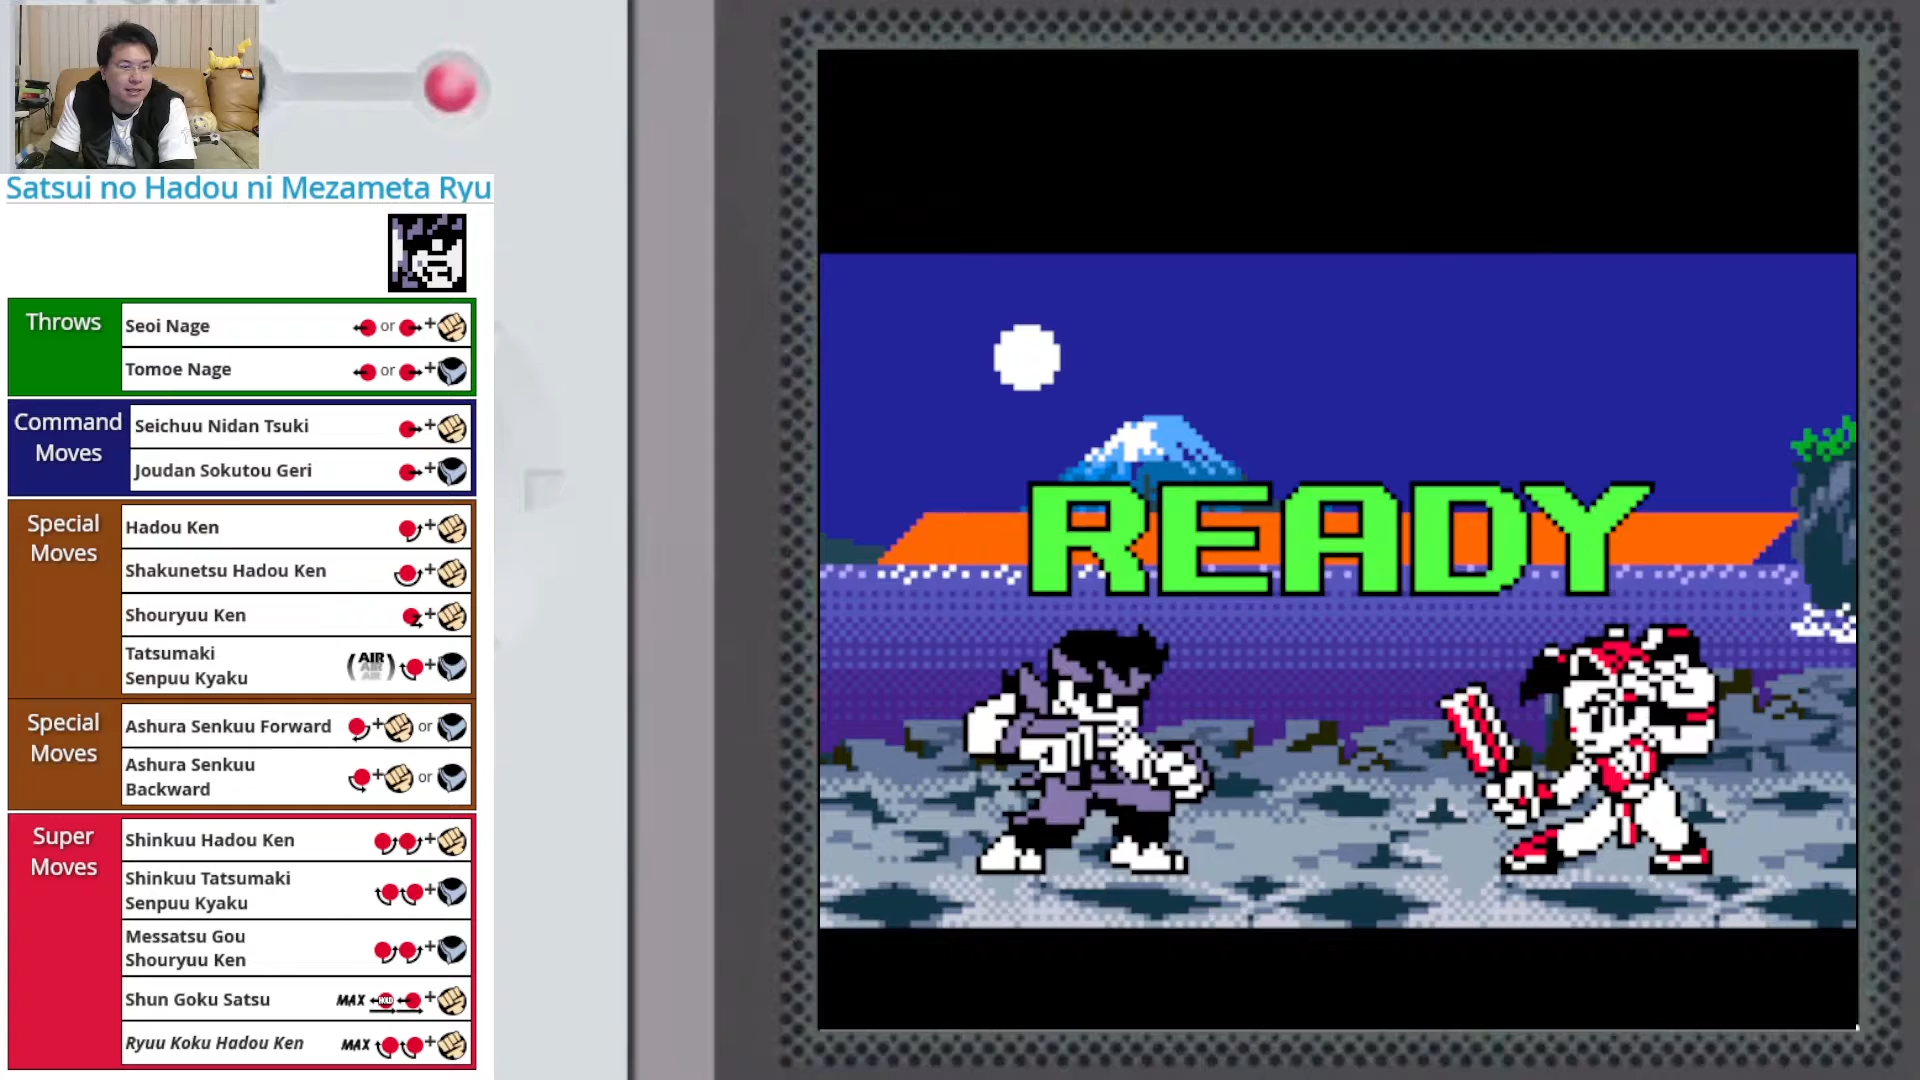 Satsui no Hadou ni Mezameta Ryu
Throws
Seoi Nage
or
+
Tomoe Nage
or
+
Command
Moves
Seichuu Nidan Tsuki
+
Joudan Sokutou Geri
+
Special
Moves
Hadou Ken
+
Shakunetsu Hadou Ken
+
Shouryuu Ken
+
Tatsumaki
Senpuu Kyaku
(AIR)
+
Special
Moves
Ashura Senkuu Forward
+ or
Ashura Senkuu
Backward
+ or
Super
Moves
Shinkuu Hadou Ken
+
Shinkuu Tatsumaki
Senpuu Kyaku
+
Messatsu Gou
Shouryuu Ken
+
Shun Goku Satsu
MAX HOLD +
Ryuu Koku Hadou Ken
MAX +
READY